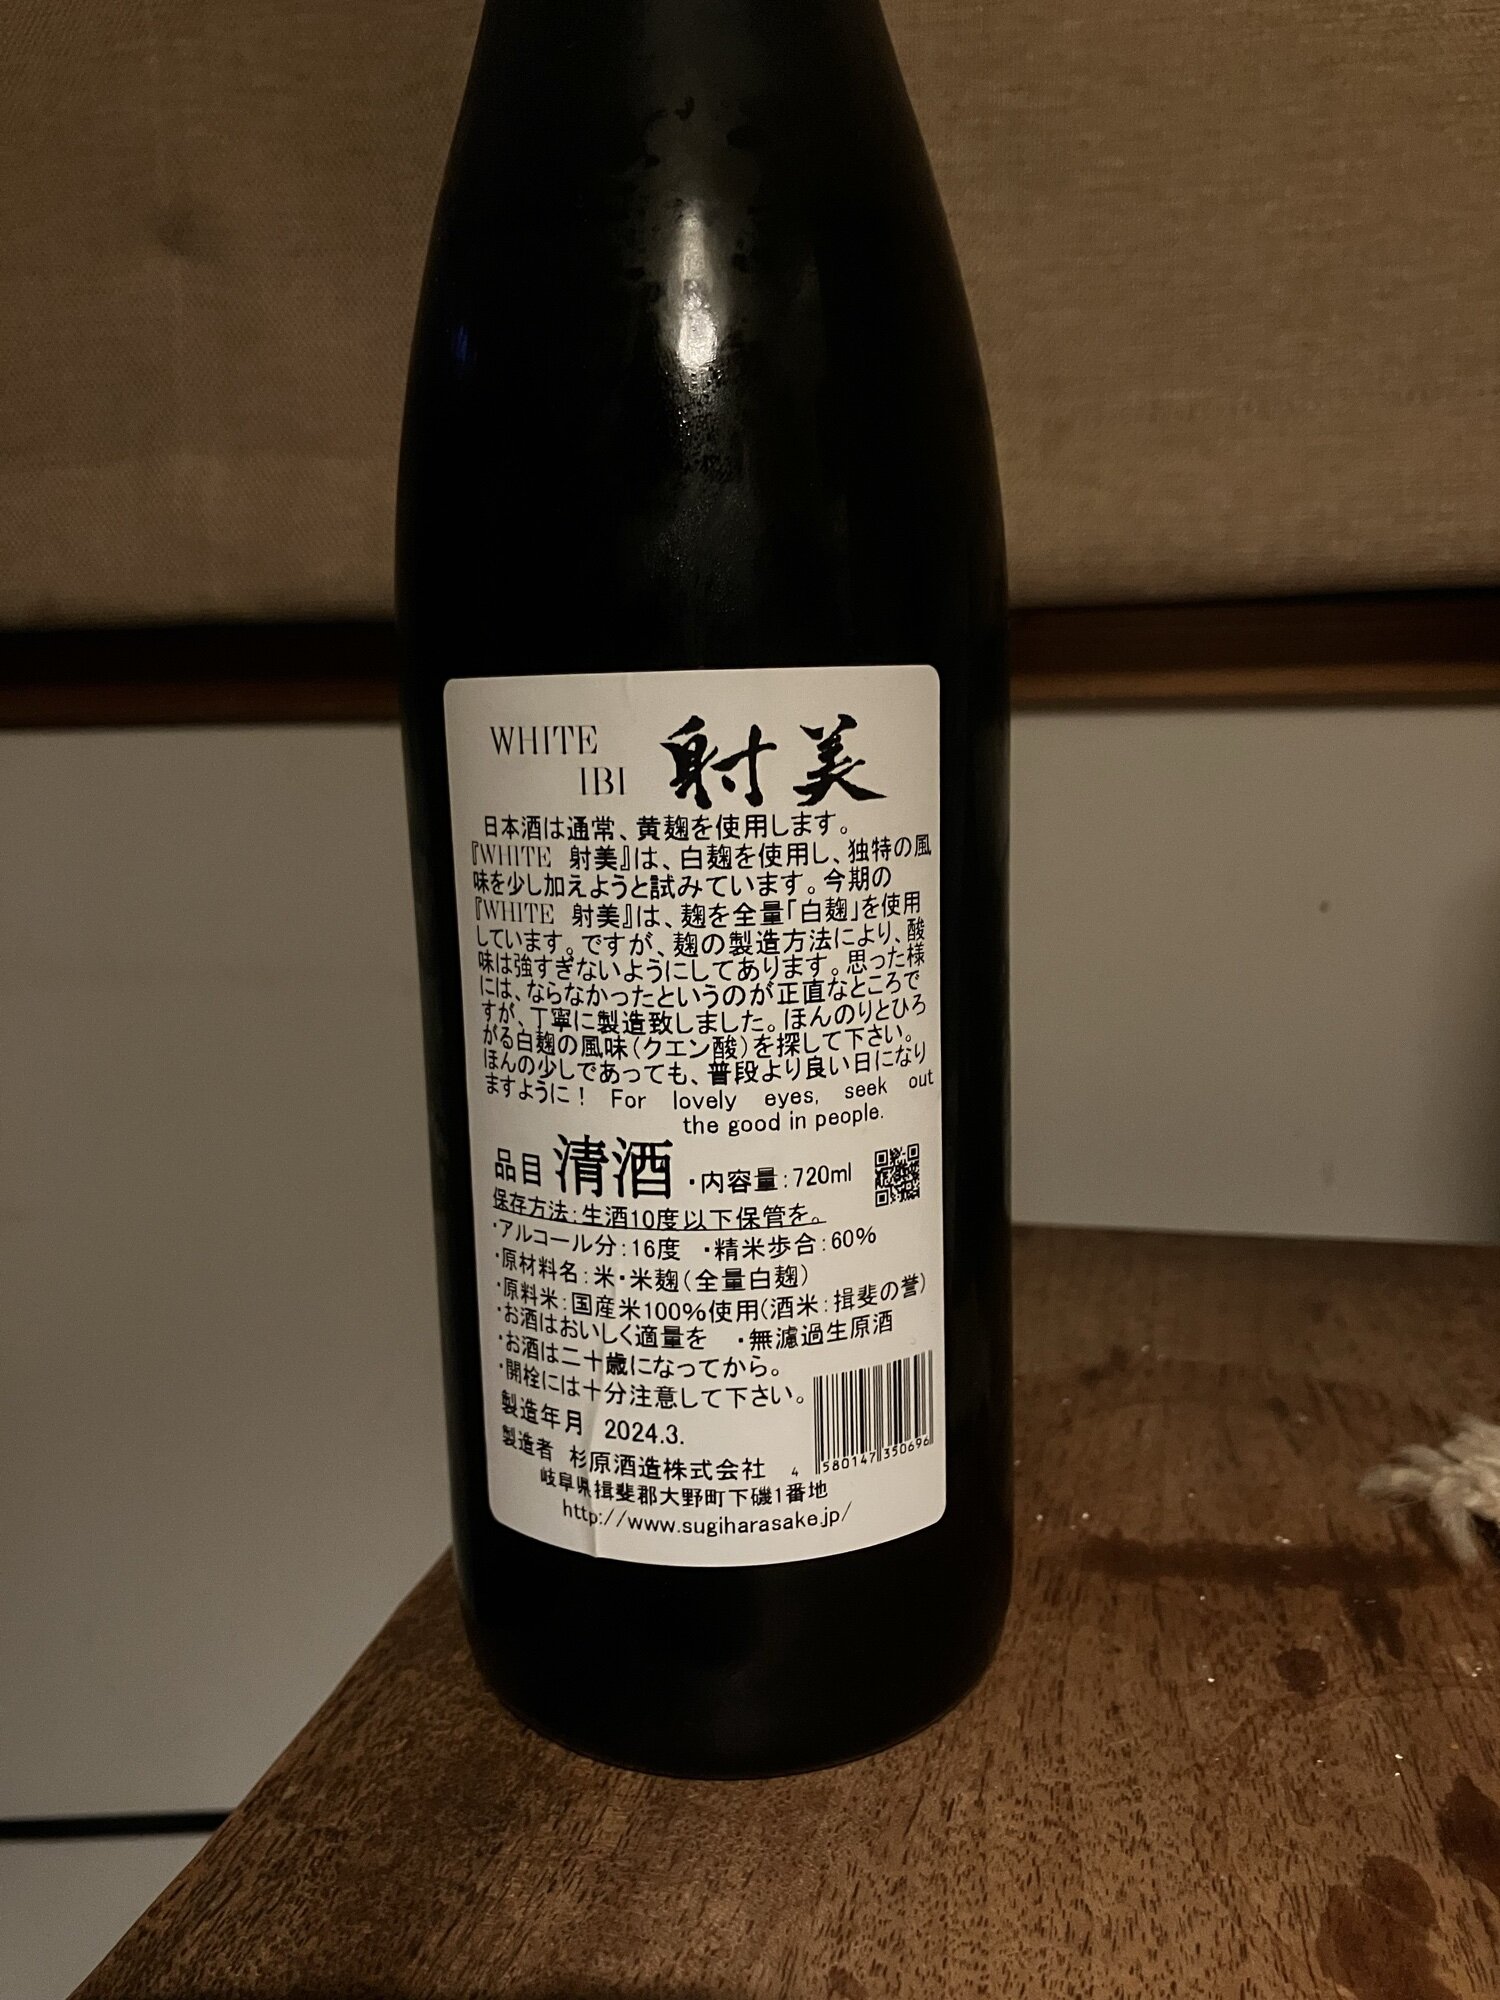 WHITE
IBI 射美
日本酒は通常、黄麹を使用します。
『WHITE 射美』は、白麹を使用し、独特の風
味を少し加えようと試みています。今期の
『WHITE 射美』は、麹を全量「白麹」を使用
しています。ですが、麹の製造方法により、酸
味は強すぎないようにしてあります。思った様
には、ならなかったというのが正直なところで
すが、丁寧に製造致しました。ほんのりとひろ
がる白麹の風味(クエン酸)を探して下さい。
ほんの少しであっても、普段より良い日になり
ますように! For lovely eyes, seek out
the good in people.
品目 清酒 ・内容量:720ml
保存方法:生酒10度以下保管を。
・アルコール分:16度 ・精米歩合:60%
・原材料名:米・米麹(全量白麹)
・原料米:国産米100%使用(酒米:揖斐の誉)
・お酒はおいしく適量を ・無濾過生原酒
・お酒は二十歳になってから。
・開栓には十分注意して下さい。
製造年月 2024.3.
製造者 杉原酒造株式会社
4 580147 350696
岐阜県揖斐郡大野町下磯1番地
http://www.sugiharasake.jp/